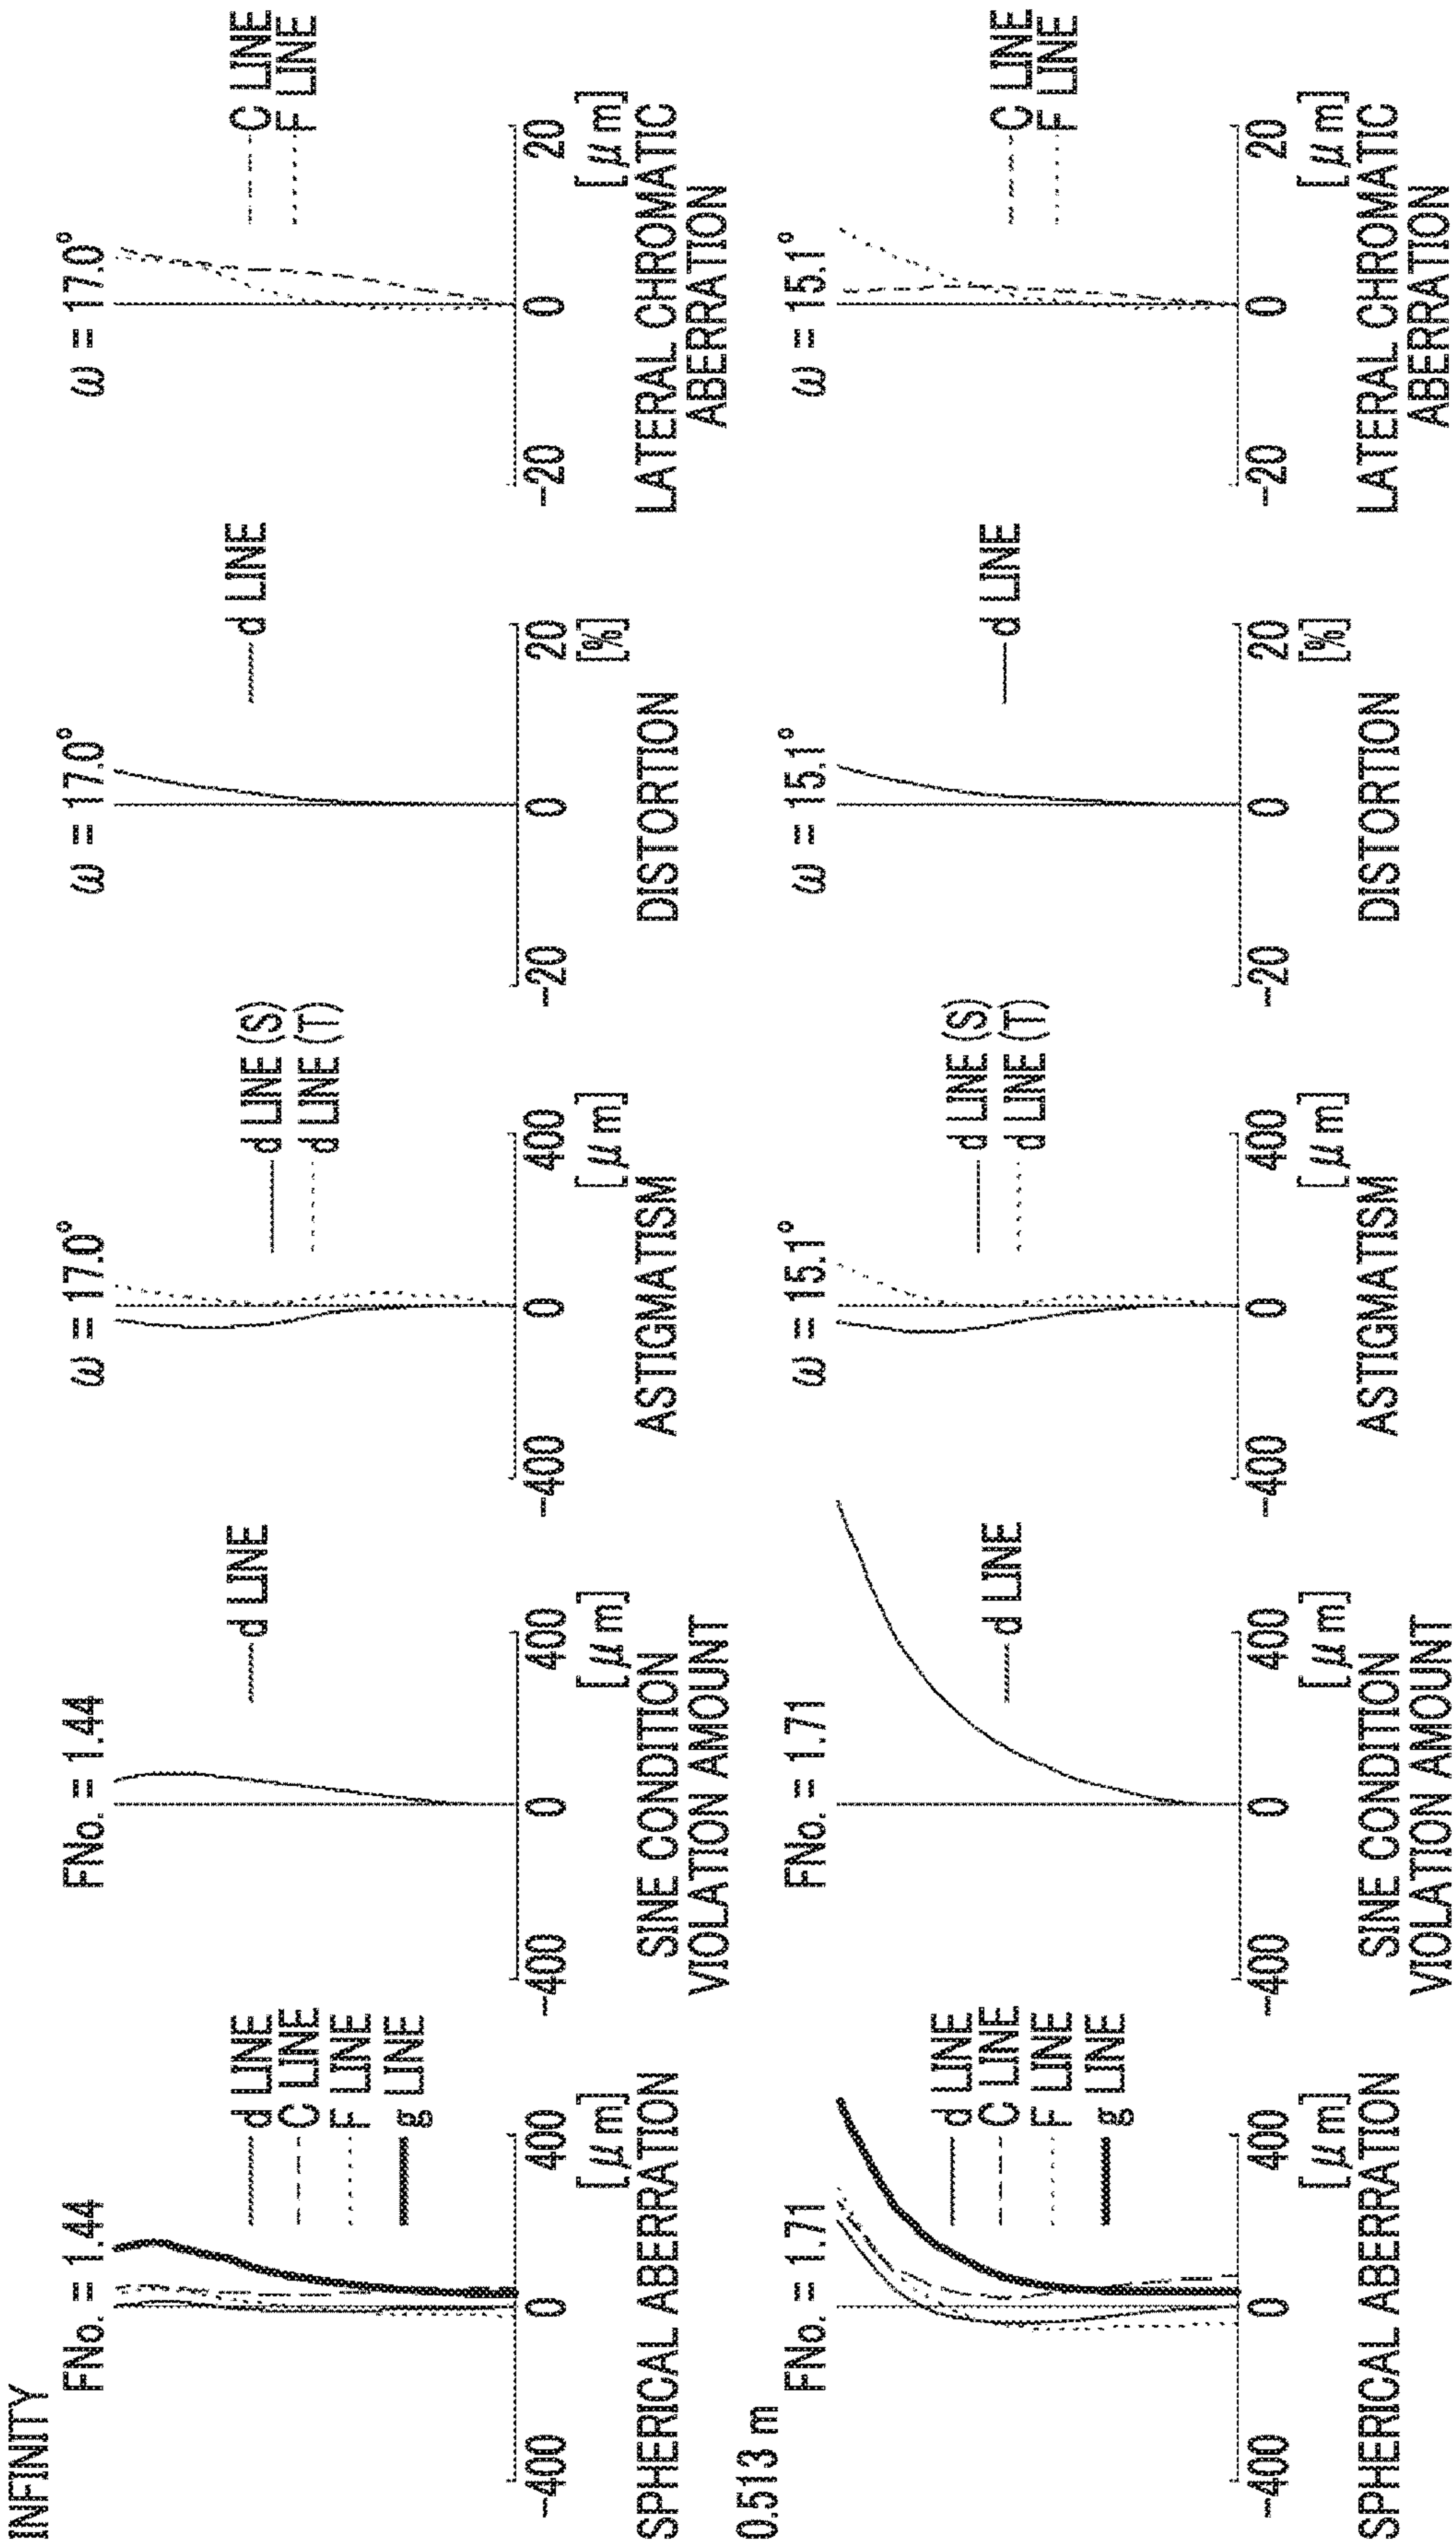 INFINITY
FNo. = 1.44
d LINE
C LINE
F LINE
g LINE
-400
0
400
[μm]
SPHERICAL ABERRATION
FNo. = 1.44
d LINE
-400
0
400
[μm]
SINE CONDITION
VIOLATION AMOUNT
ω = 17.0°
d LINE (S)
d LINE (T)
-400
0
400
[μm]
ASTIGMATISM
ω = 17.0°
d LINE
-20
0
20
[%]
DISTORTION
ω = 17.0°
C LINE
F LINE
-20
0
20
[μm]
LATERAL CHROMATIC
ABERRATION
0.513 m
FNo. = 1.71
d LINE
C LINE
F LINE
g LINE
-400
0
400
[μm]
SPHERICAL ABERRATION
FNo. = 1.71
d LINE
-400
0
400
[μm]
SINE CONDITION
VIOLATION AMOUNT
ω = 15.1°
d LINE (S)
d LINE (T)
-400
0
400
[μm]
ASTIGMATISM
ω = 15.1°
d LINE
-20
0
20
[%]
DISTORTION
ω = 15.1°
C LINE
F LINE
-20
0
20
[μm]
LATERAL CHROMATIC
ABERRATION